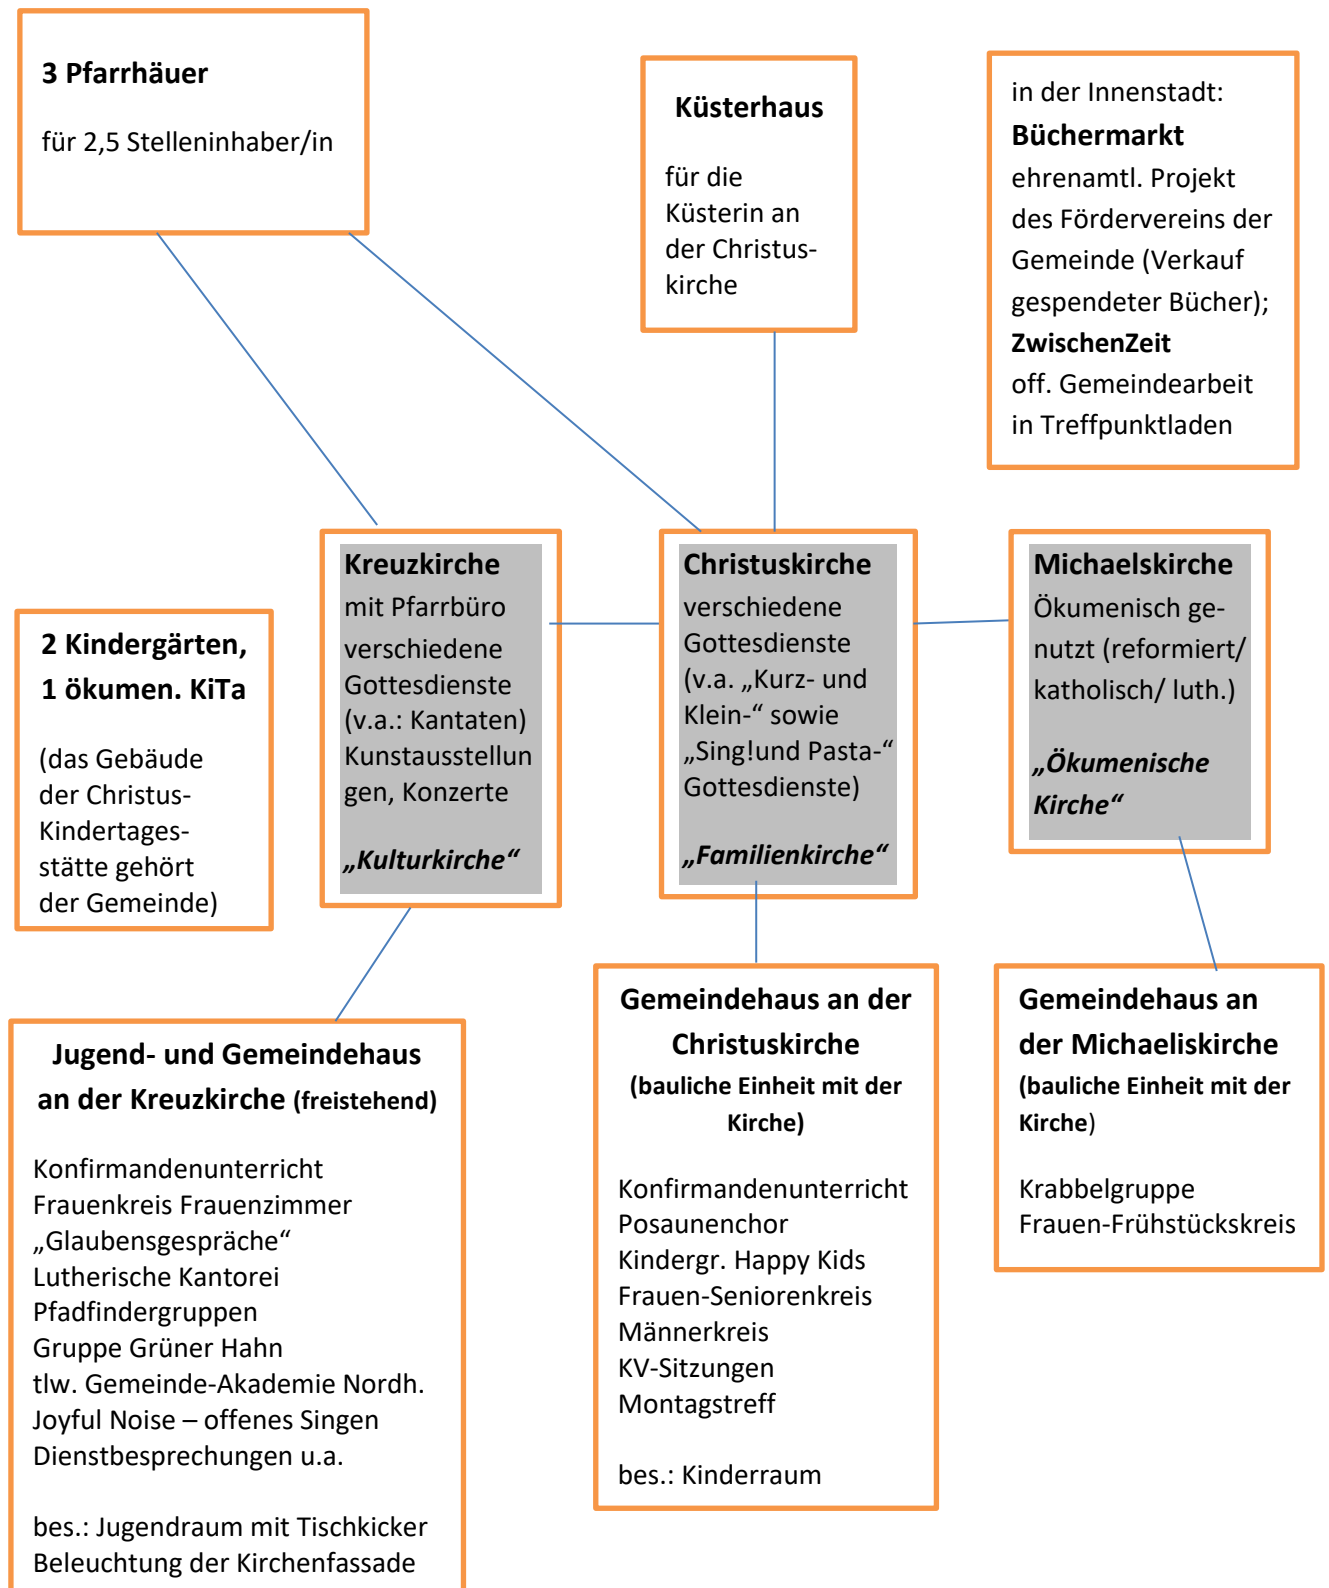 3 Pfarrhäuer
für 2,5 Stelleninhaber/in
Küsterhaus
für die
Küsterin an
der Christus-
kirche
in der Innenstadt:
Büchermarkt
ehrenamtl. Projekt
des Fördervereins der
Gemeinde (Verkauf
gespendeter Bücher);
ZwischenZeit
off. Gemeindearbeit
in Treffpunktladen
2 Kindergärten,
1 ökumen. KiTa
(das Gebäude
der Christus-
Kindertages-
stätte gehört
der Gemeinde)
Kreuzkirche
mit Pfarrbüro
verschiedene
Gottesdienste
(v.a.: Kantaten)
Kunstausstellun
gen, Konzerte
„Kulturkirche“
Christuskirche
verschiedene
Gottesdienste
(v.a. „Kurz- und
Klein-“ sowie
„Sing!und Pasta-“
Gottesdienste)
„Familienkirche“
Michaelskirche
Ökumenisch ge-
nutzt (reformiert/
katholisch/ luth.)
„Ökumenische
Kirche“
Jugend- und Gemeindehaus
an der Kreuzkirche (freistehend)
Konfirmandenunterricht
Frauenkreis Frauenzimmer
„Glaubensgespräche“
Lutherische Kantorei
Pfadfindergruppen
Gruppe Grüner Hahn
tlw. Gemeinde-Akademie Nordh.
Joyful Noise – offenes Singen
Dienstbesprechungen u.a.
bes.: Jugendraum mit Tischkicker
Beleuchtung der Kirchenfassade
Gemeindehaus an der
Christuskirche
(bauliche Einheit mit der
Kirche)
Konfirmandenunterricht
Posaunenchor
Kindergr. Happy Kids
Frauen-Seniorenkreis
Männerkreis
KV-Sitzungen
Montagstreff
bes.: Kinderraum
Gemeindehaus an
der Michaeliskirche
(bauliche Einheit mit der
Kirche)
Krabbelgruppe
Frauen-Frühstückskreis